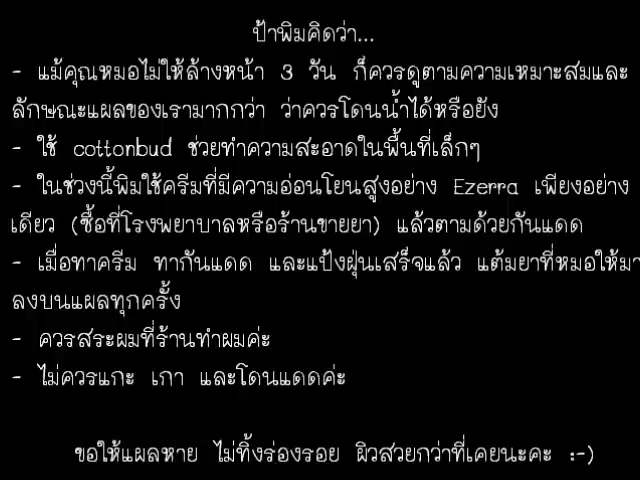 ป้าพิมคิดว่า...
- แม้คุณหมอไม่ให้ล้างหน้า 3 วัน ก็ควรดูตามความเหมาะสมและ
ลักษณะแผลของเรามากกว่า ว่าควรโดนน้ำได้หรือยัง
- ใช้ cottonbud ช่วยทำความสะอาดในพื้นที่เล็กๆ
- ในช่วงนี้พิมใช้ครีมที่มีความอ่อนโยนสูงอย่าง Ezerra เพียงอย่าง
เดียว (ซื้อที่โรงพยาบาลหรือร้านขายยา) แล้วตามด้วยกันแดด
- เมื่อทาครีม ทากันแดด และแป้งฝุ่นเสร็จแล้ว แต้มยาที่หมอให้มา
ลงบนแผลทุกครั้ง
- ควรสระผมที่ร้านทำผมค่ะ
- ไม่ควรแกะ เกา และโดนแดดค่ะ
ขอให้แผลหาย ไม่ทิ้งร่องรอย ผิวสวยกว่าที่เคยนะคะ :-)